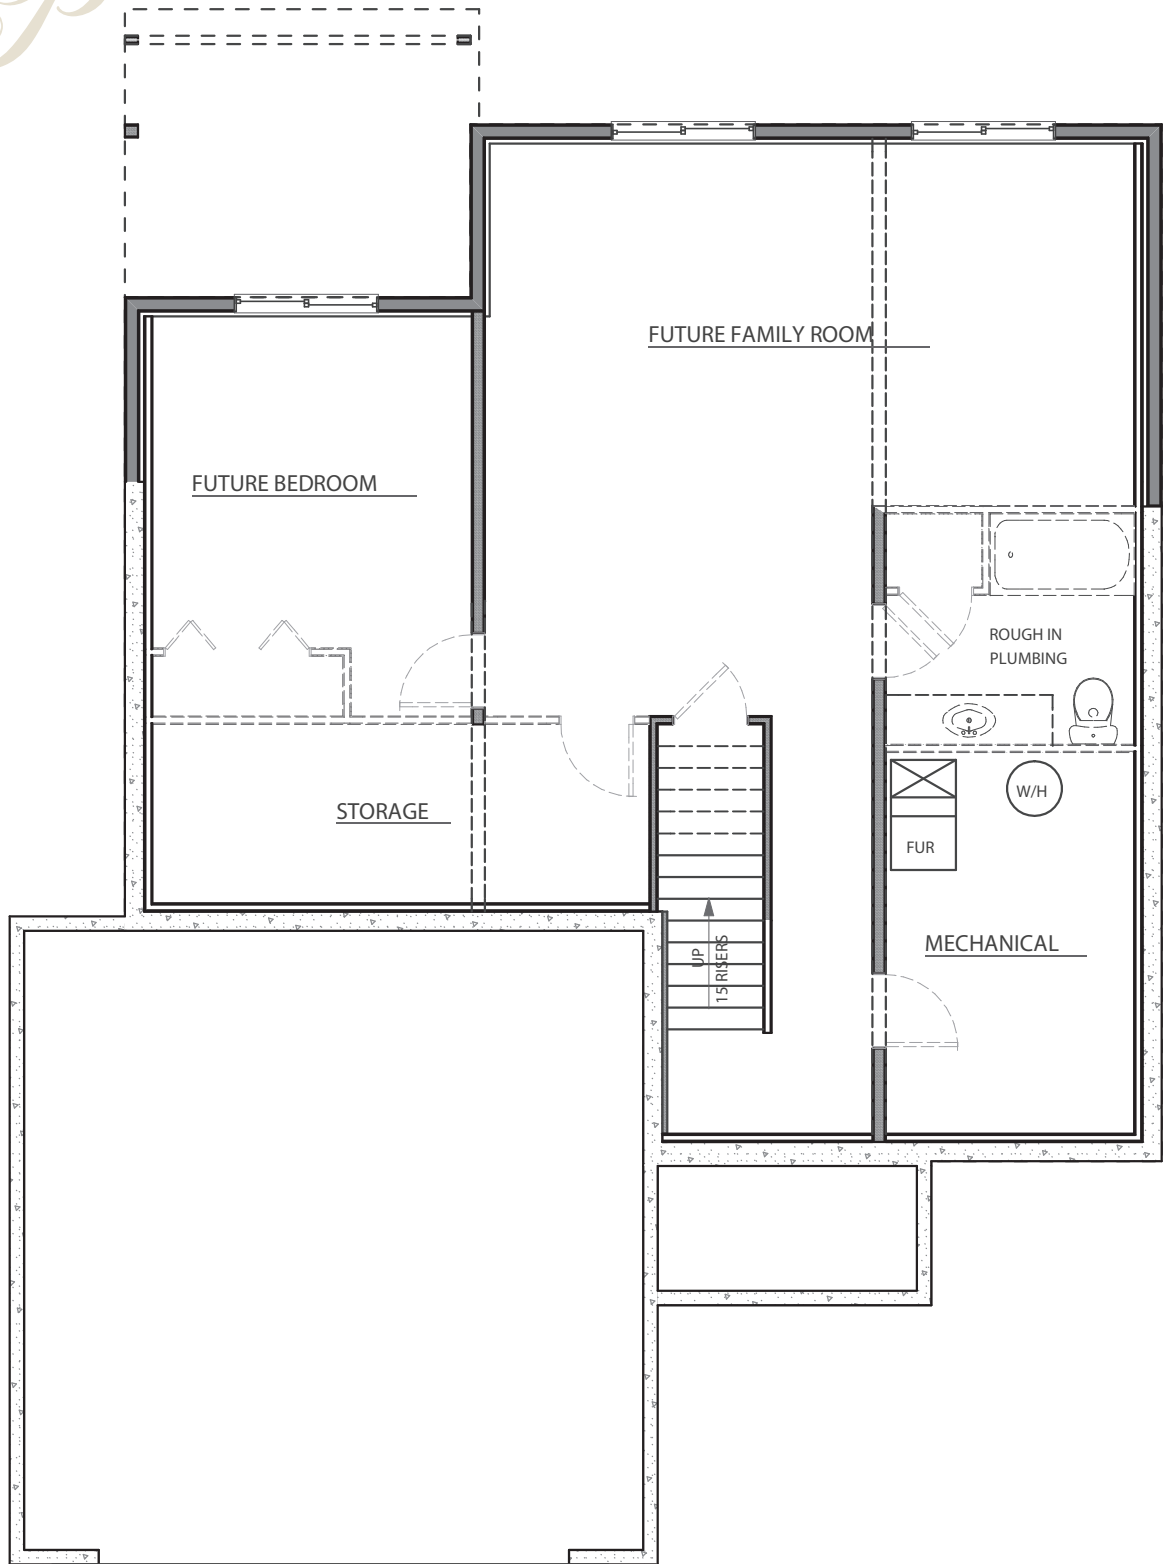 FUTURE FAMILY ROOM
FUTURE BEDROOM
ROUGH IN
PLUMBING
STORAGE
W/H
FUR
MECHANICAL
UP
15 RISERS